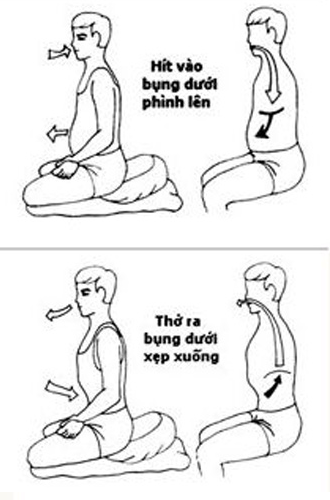 Hít vào
bụng dưới
phình lên
Thở ra
bụng dưới
xẹp xuống